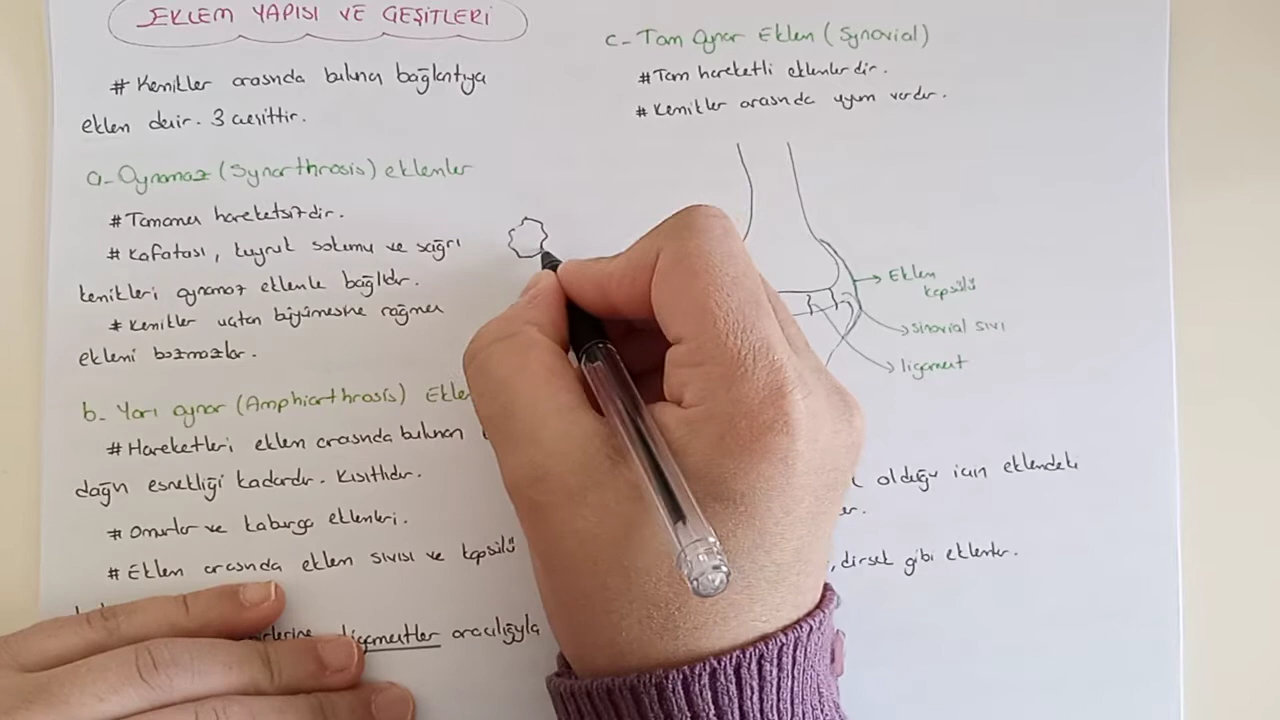 EKLEM YAPISI VE ÇEŞİTLERİ
# Kemikler arasında bulunan bağlantıya
eklem denir. 3 çeşittir.
a- Oynamaz (Synarthrosis) eklemler
# Tamamen hareketsizdir.
# Kafatası, kuyruk sokumu ve sağrı
kemikleri oynamaz eklemle bağlıdır.
# Kemikler uçtan büyümesine rağmen
eklemi bozmazlar.
b- Yarı oynar (Amphiarthrosis) Ekle
# Hareketleri eklem arasında bulunan
dağın esnekliği kadardır. Kısıtlıdır.
# Omurlar ve kaburga eklemleri.
# Eklem arasında eklem sıvısı ve kapsülü
ligamentler aracılığıyla
c- Tam Oynar Eklem (Synovial)
# Tam hareketli eklemlerdir.
# Kemikler arasında uyum vardır.
Eklem
kapsülü
sinovial sıvı
ligament
olduğu için eklemdeki
er.
, dirsek gibi eklemler.